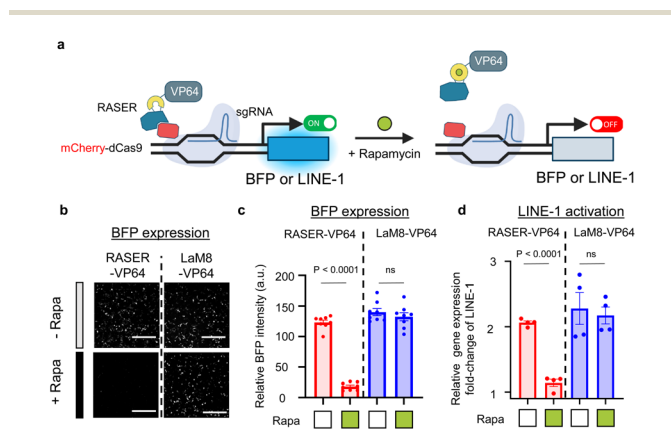 a
VP64
RASER
sgRNA
ON
mCherry-dCas9
BFP or LINE-1
+ Rapamycin
VP64
OFF
BFP or LINE-1
b
BFP expression
RASER
-VP64
LaM8
-VP64
- Rapa
+ Rapa
c
BFP expression
RASER-VP64
LaM8-VP64
P < 0.0001
ns
Relative BFP intensity (a.u.)
200
150
100
50
0
Rapa
d
LINE-1 activation
RASER-VP64
LaM8-VP64
P < 0.0001
ns
Relative gene expression
fold-change of LINE-1
3
2
1
Rapa